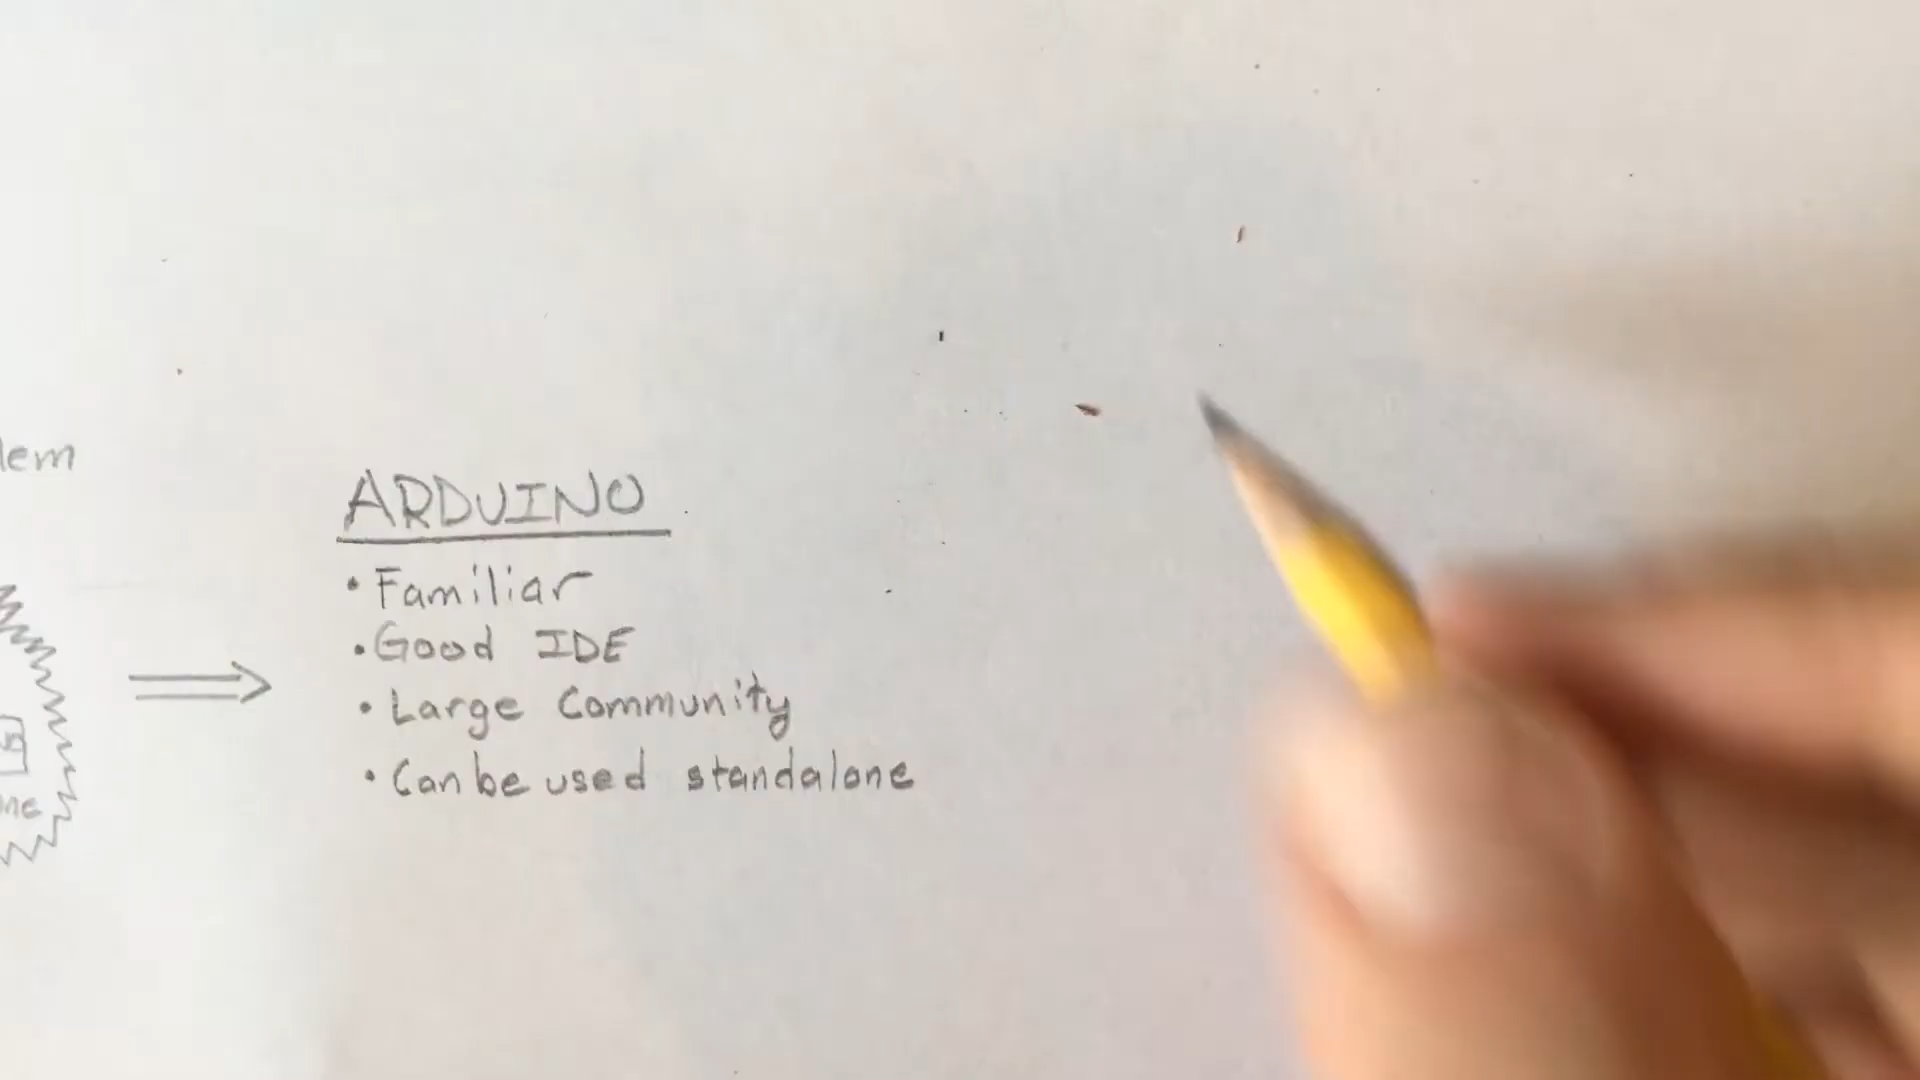 lem
ARDUINO
• Familiar
• Good IDE
• Large Community
• Can be used standalone